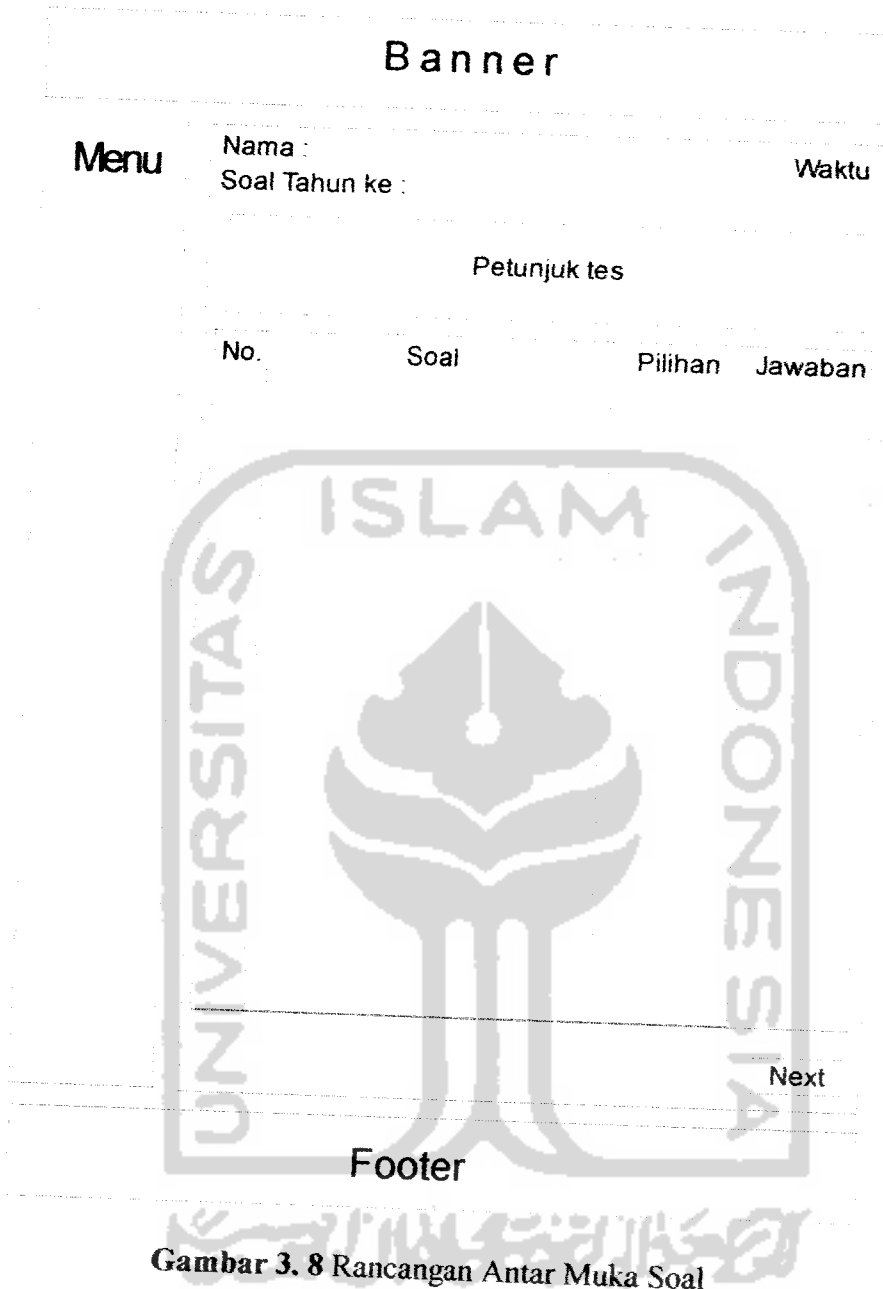 Banner
Menu
Nama :
Waktu
Soal Tahun ke :
Petunjuk tes
No. Soal Pilihan Jawaban
ISLAM
UNIVERSITAS
INDONESIA
Next
Footer
Gambar 3. 8 Rancangan Antar Muka Soal